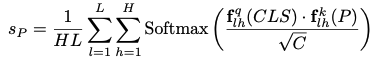 s_P = \frac{1}{HL} \sum_{l=1}^{L} \sum_{h=1}^{H} \text{Softmax} \left( \frac{\mathbf{f}_{lh}^{q}(CLS) \cdot \mathbf{f}_{lh}^{k}(P)}{\sqrt{C}} \right)